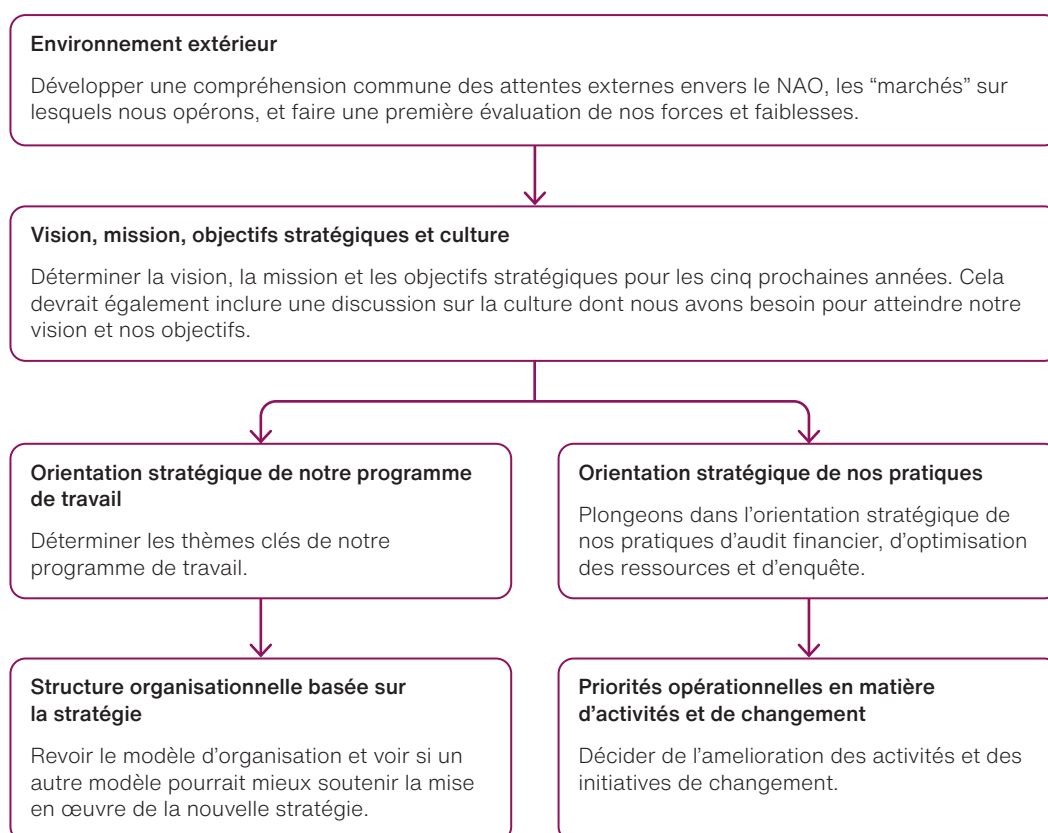 Environnement extérieur
Développer une compréhension commune des attentes externes envers le NAO, les “marchés” sur
lesquels nous opérons, et faire une première évaluation de nos forces et faiblesses.
Vision, mission, objectifs stratégiques et culture
Déterminer la vision, la mission et les objectifs stratégiques pour les cinq prochaines années. Cela
devrait également inclure une discussion sur la culture dont nous avons besoin pour atteindre notre
vision et nos objectifs.
Orientation stratégique de notre programme
de travail
Déterminer les thèmes clés de notre
programme de travail.
Orientation stratégique de nos pratiques
Plongeons dans l’orientation stratégique de
nos pratiques d’audit financier, d’optimisation
des ressources et d’enquête.
Structure organisationnelle basée sur
la stratégie
Revoir le modèle d’organisation et voir si un
autre modèle pourrait mieux soutenir la mise
en œuvre de la nouvelle stratégie.
Priorités opérationnelles en matière
d’activités et de changement
Décider de l’amelioration des activités et des
initiatives de changement.